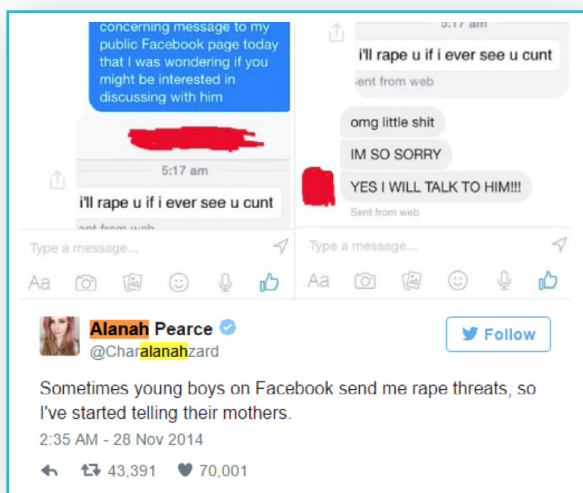 concerning message to my
public Facebook page today
that I was wondering if you
might be interested in
discussing with him
5:17 am
i'll rape u if i ever see u cunt
sent from web
Type a message...
Aa
5:17 am
i'll rape u if i ever see u cunt
Sent from web
omg little shit
IM SO SORRY
YES I WILL TALK TO HIM!!!
Sent from web
Type a message...
Aa
Alanah Pearce
Follow
@Charalanahzard
Sometimes young boys on Facebook send me rape threats, so
I've started telling their mothers.
2:35 AM - 28 Nov 2014
43,391 70,001